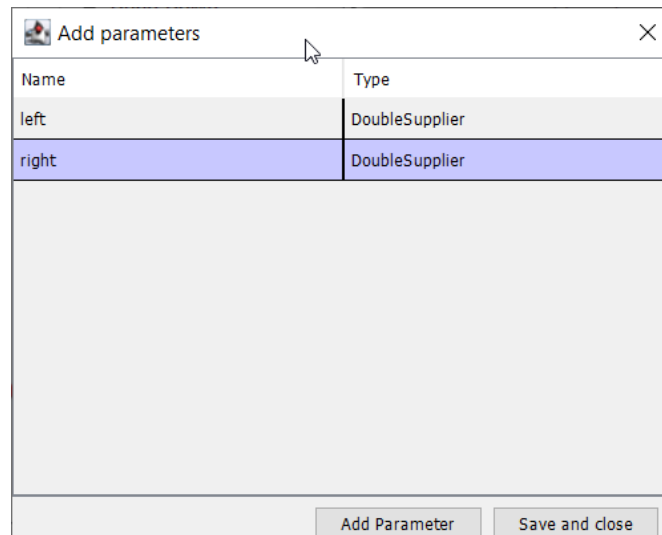 Add parameters
Name Type
left DoubleSupplier
right DoubleSupplier
Add Parameter Save and close